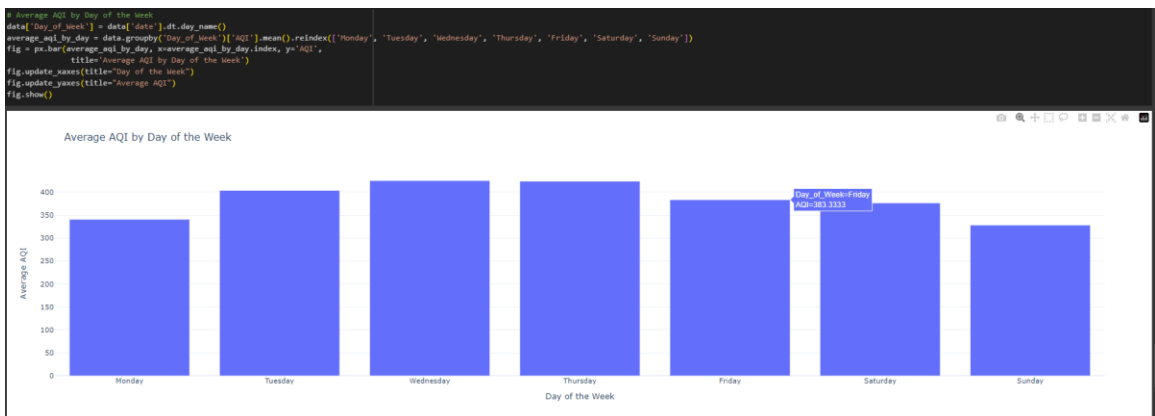 # Average AQI by Day of the Week
data['Day_of_Week'] = data['date'].dt.day_name()
average_aqi_by_day = data.groupby('Day_of_Week')['AQI'].mean().reindex(['Monday', 'Tuesday', 'Wednesday', 'Thursday', 'Friday', 'Saturday', 'Sunday'])
fig = px.bar(average_aqi_by_day, x=average_aqi_by_day.index, y='AQI',
title='Average AQI by Day of the Week')
fig.update_xaxes(title="Day of the Week")
fig.update_yaxes(title="Average AQI")
fig.show()
Average AQI by Day of the Week
400
350
300
250
200
150
100
50
0
Average AQI
Day_of_Week=Friday
AQI=383.3333
Monday Tuesday Wednesday Thursday Friday Saturday Sunday
Day of the Week